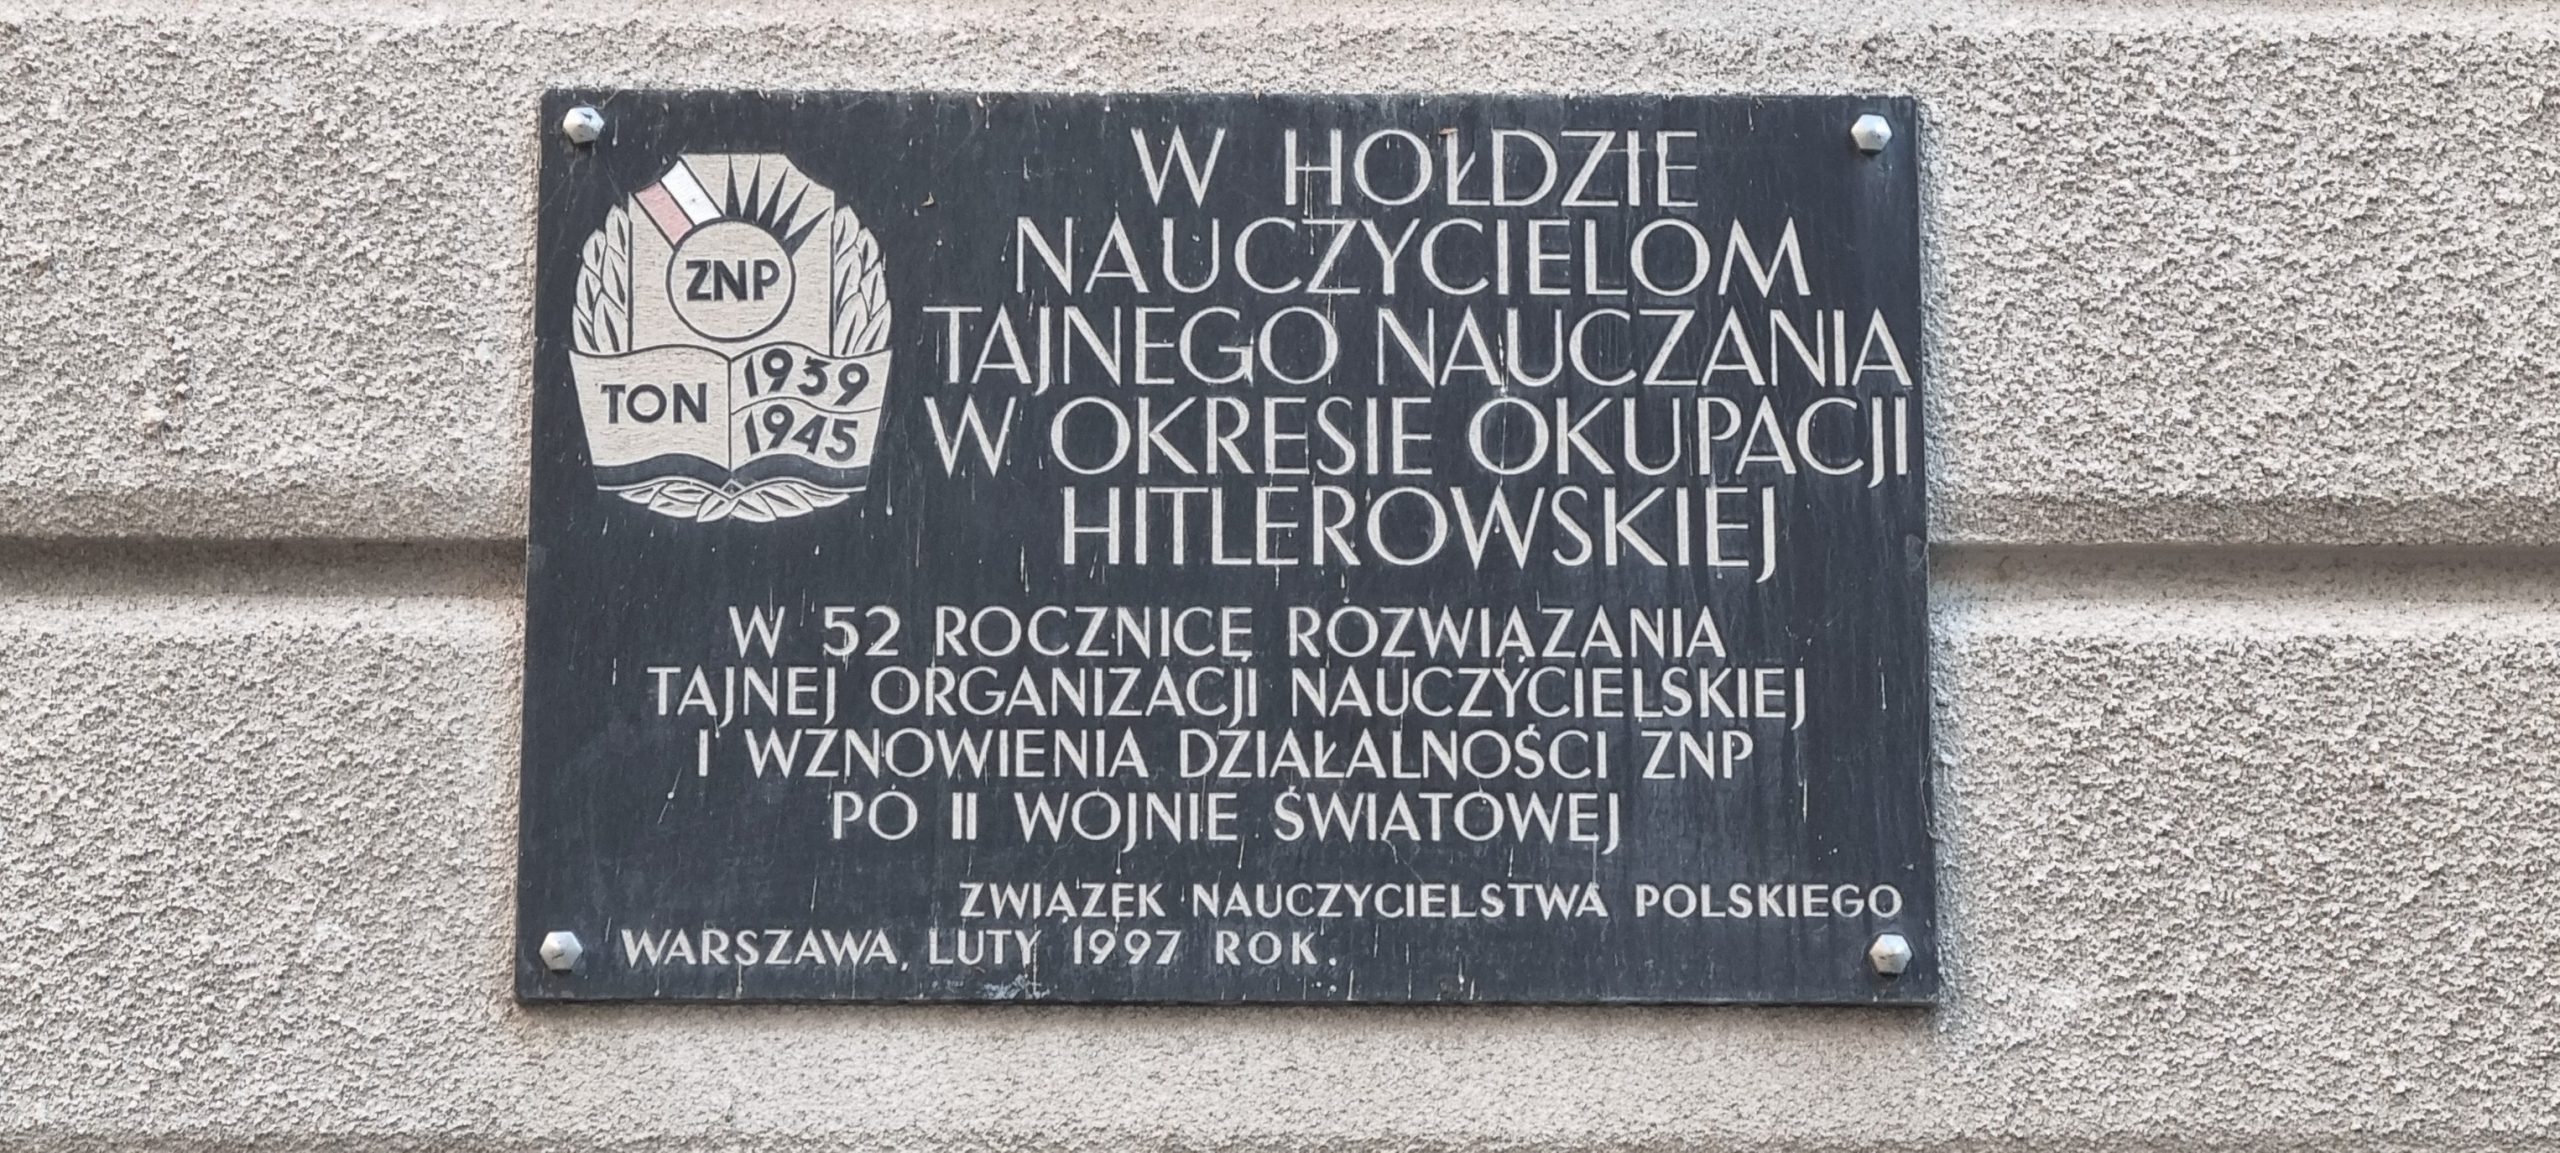 ZNP
TON
1939
1945
W HOŁDZIE
NAUCZYCIELOM
TAJNEGO NAUCZANIA
W OKRESIE OKUPACJI
HITLEROWSKIEJ
W 52 ROCZNICĘ ROZWIĄZANIA
TAJNEJ ORGANIZACJI NAUCZYCIELSKIEJ
I WZNOWIENIA DZIAŁALNOŚCI ZNP
PO II WOJNIE ŚWIATOWEJ
ZWIĄZEK NAUCZYCIELSTWA POLSKIEGO
WARSZAWA, LUTY 1997 ROK.